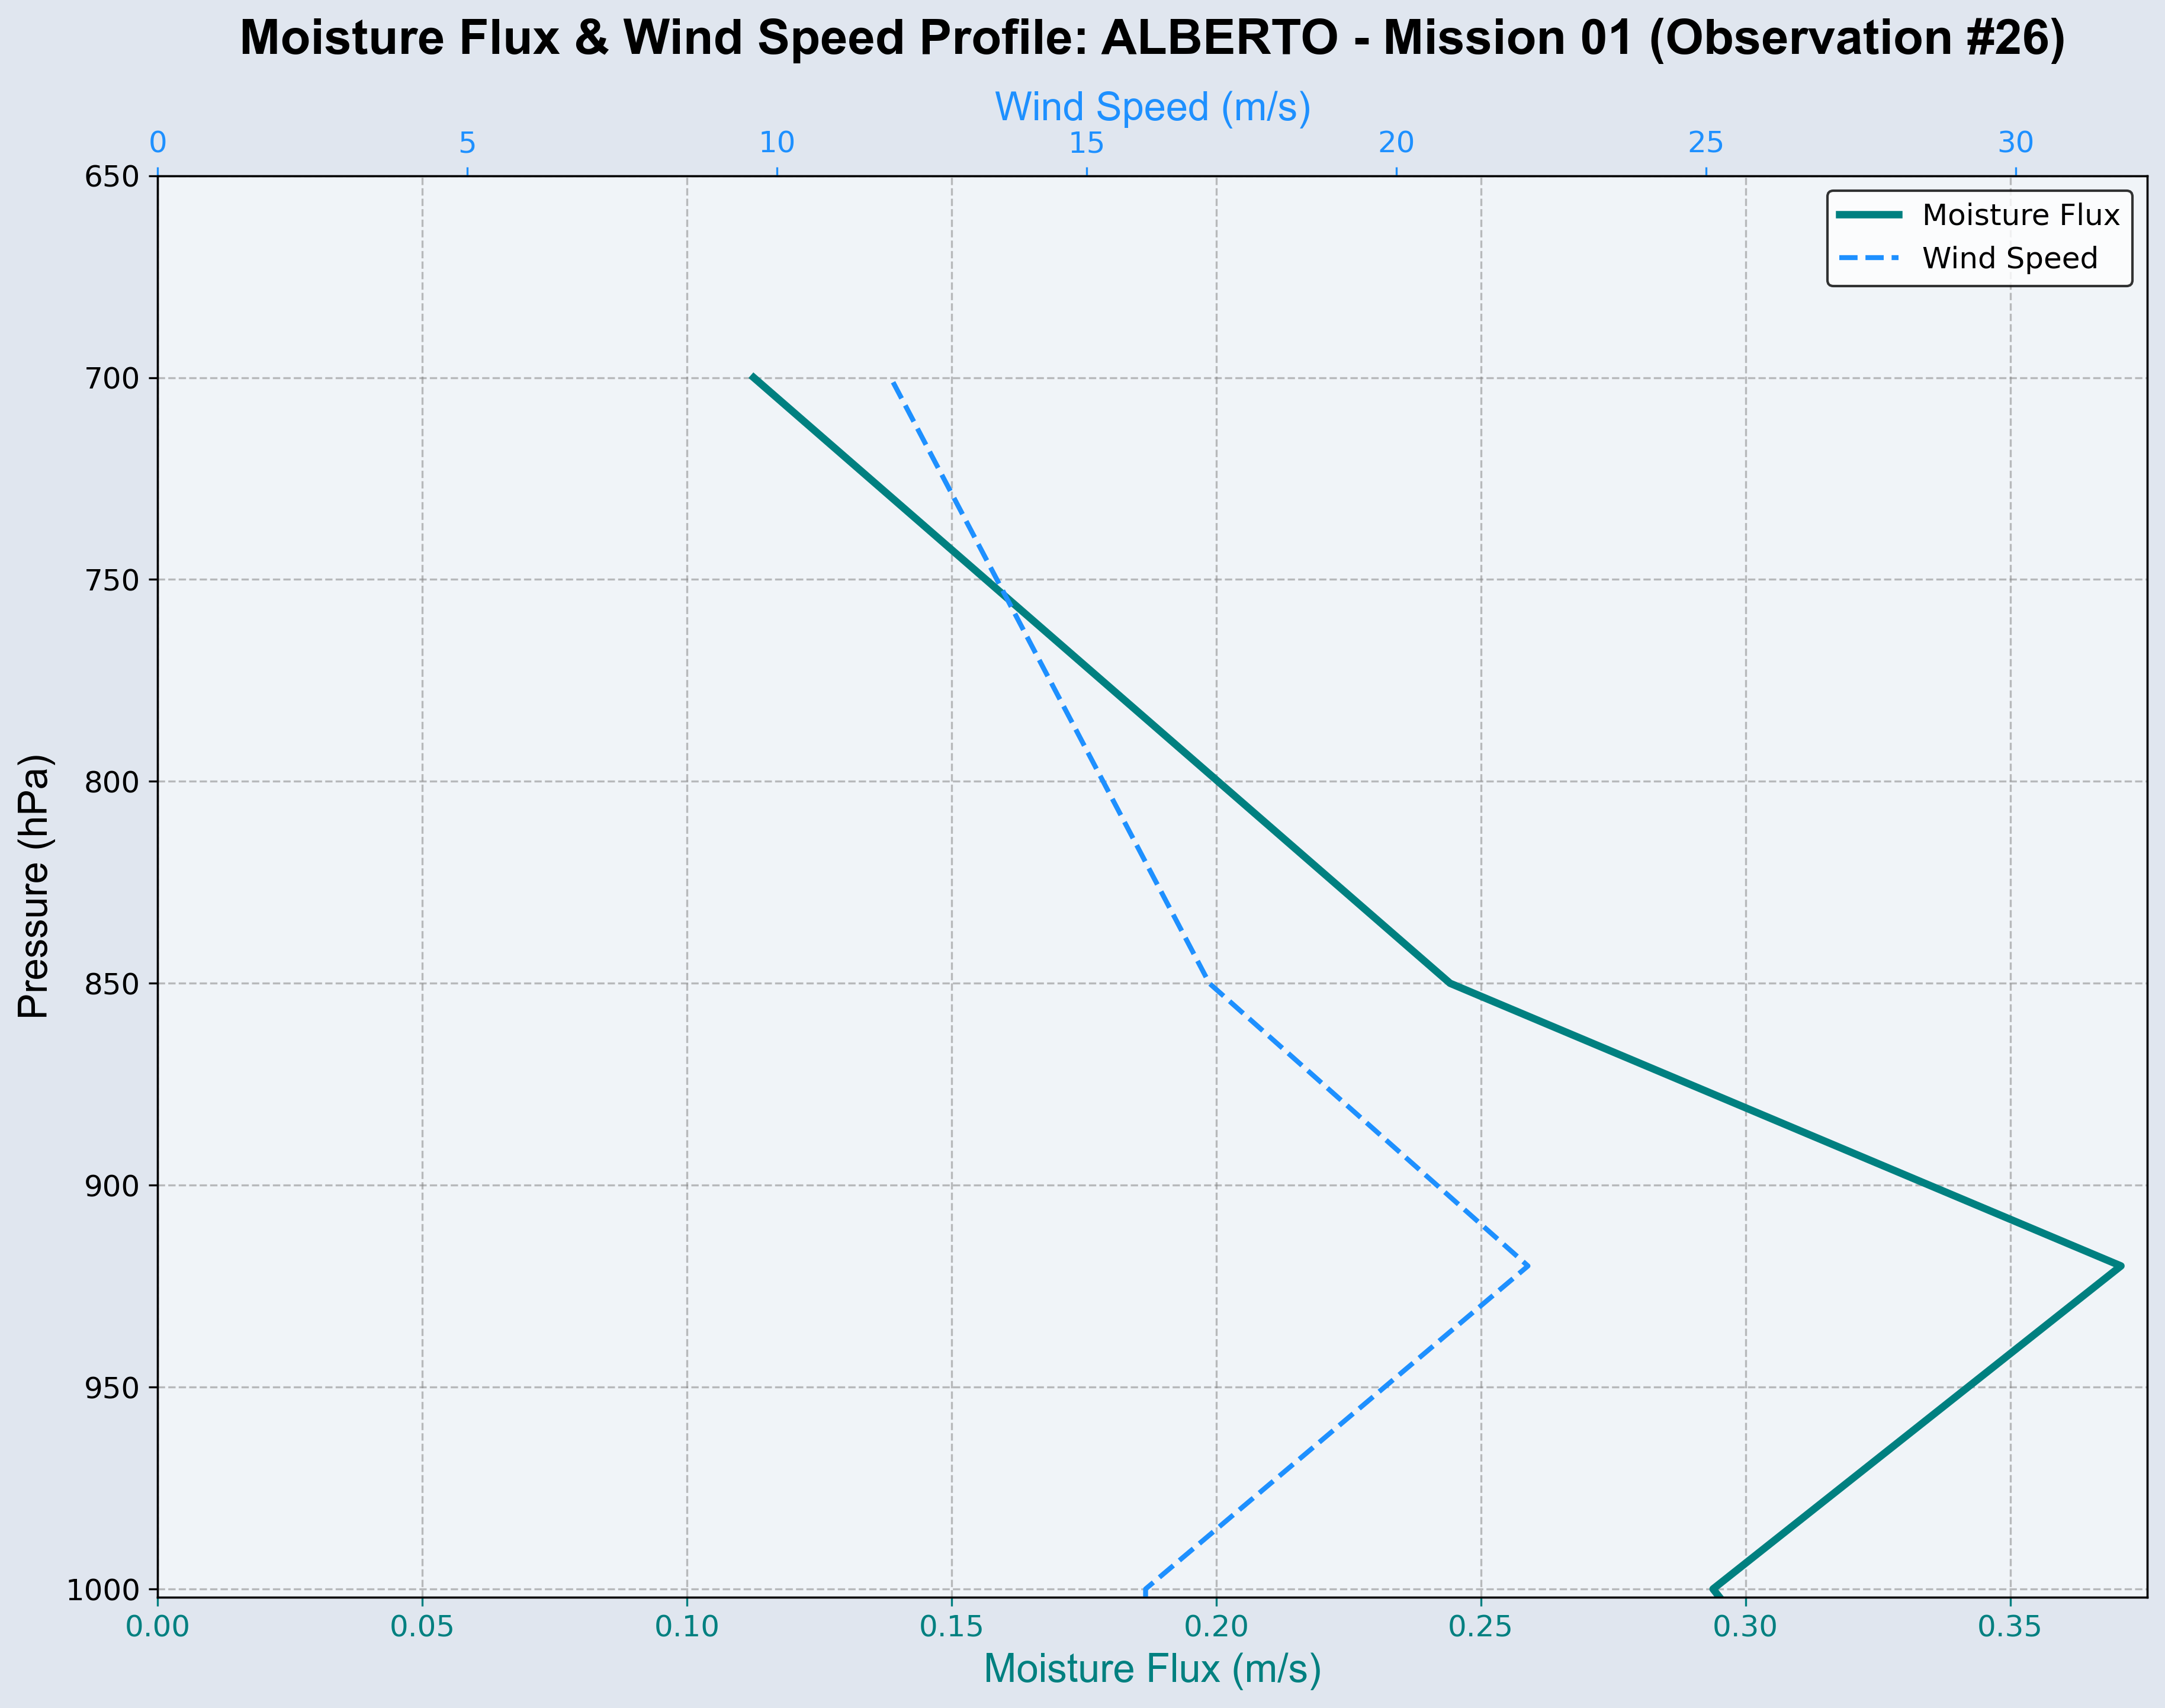 Moisture Flux & Wind Speed Profile: ALBERTO - Mission 01 (Observation #26)
Wind Speed (m/s)
0 5 10 15 20 25 30
Moisture Flux
Wind Speed
Pressure (hPa)
650
700
750
800
850
900
950
1000
0.00 0.05 0.10 0.15 0.20 0.25 0.30 0.35
Moisture Flux (m/s)